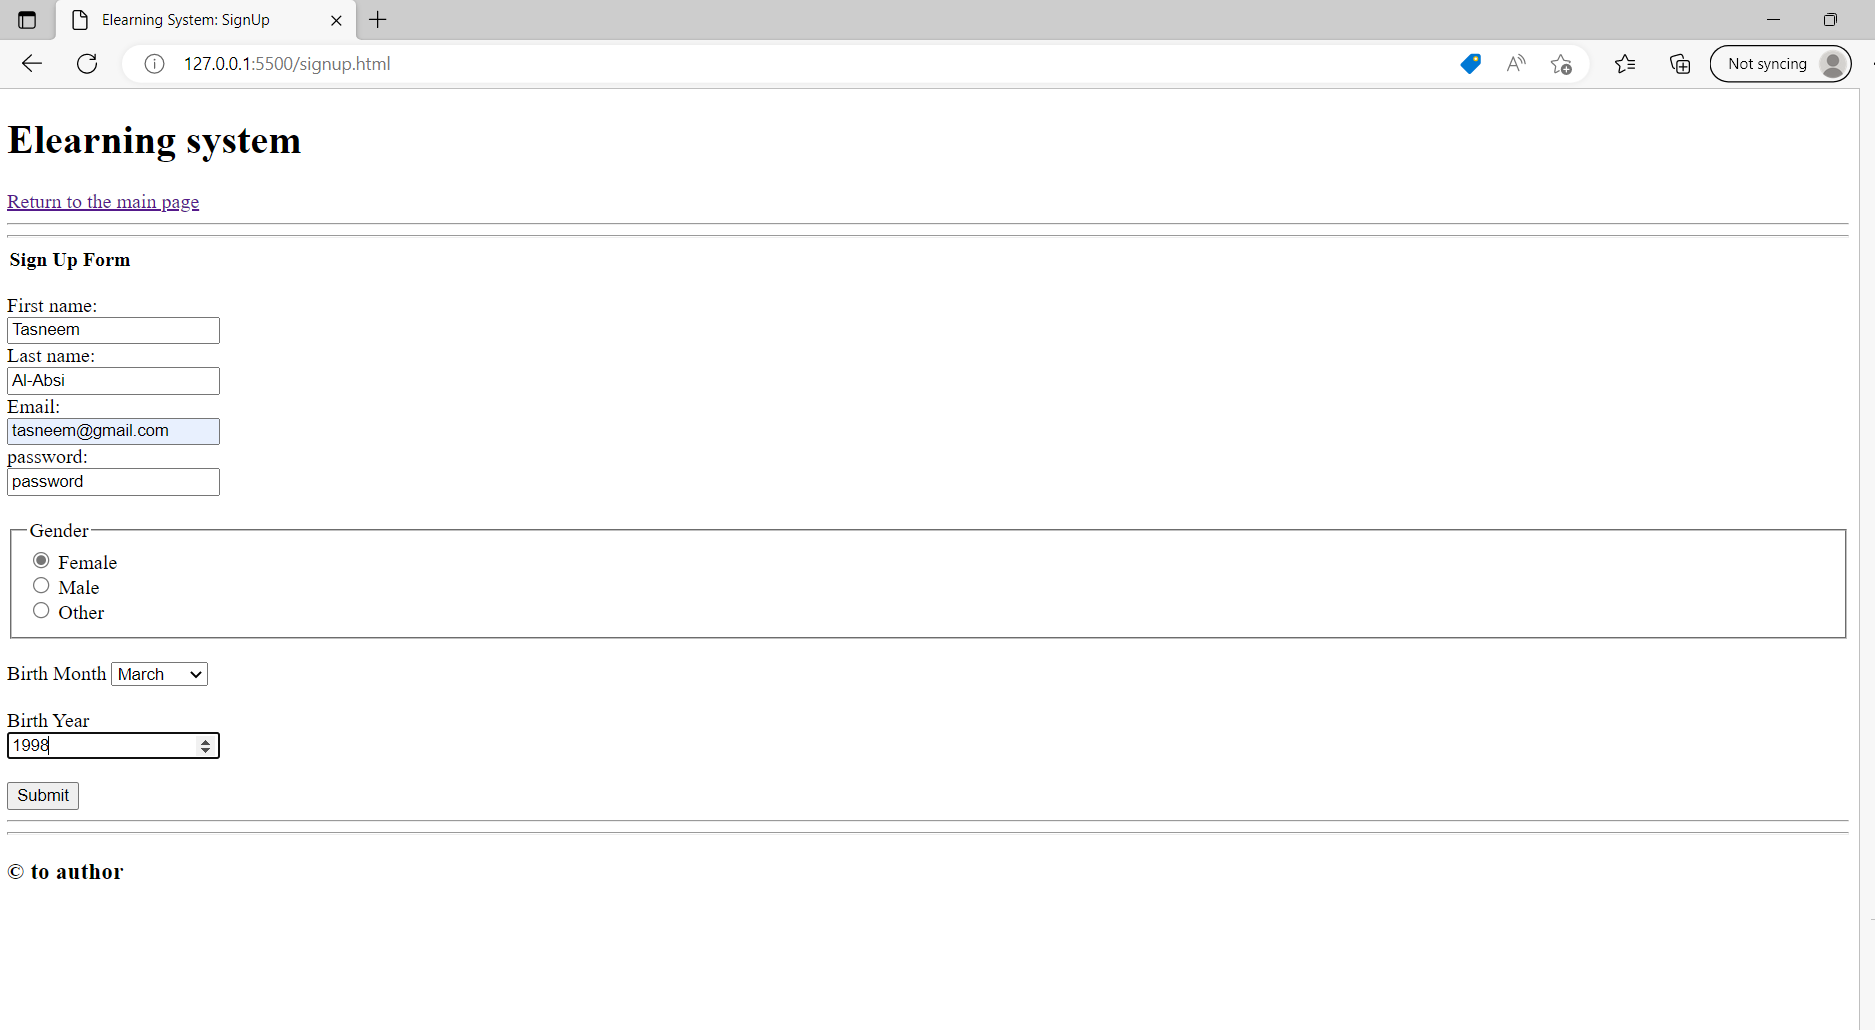 Elearning System: SignUp
127.0.0.1:5500/signup.html
Not syncing
Elearning system
Return to the main page
Sign Up Form
First name:
Tasneem
Last name:
Al-Absi
Email:
tasneem@gmail.com
password:
password
Gender
Female
Male
Other
Birth Month March
Birth Year
1998
Submit
© to author